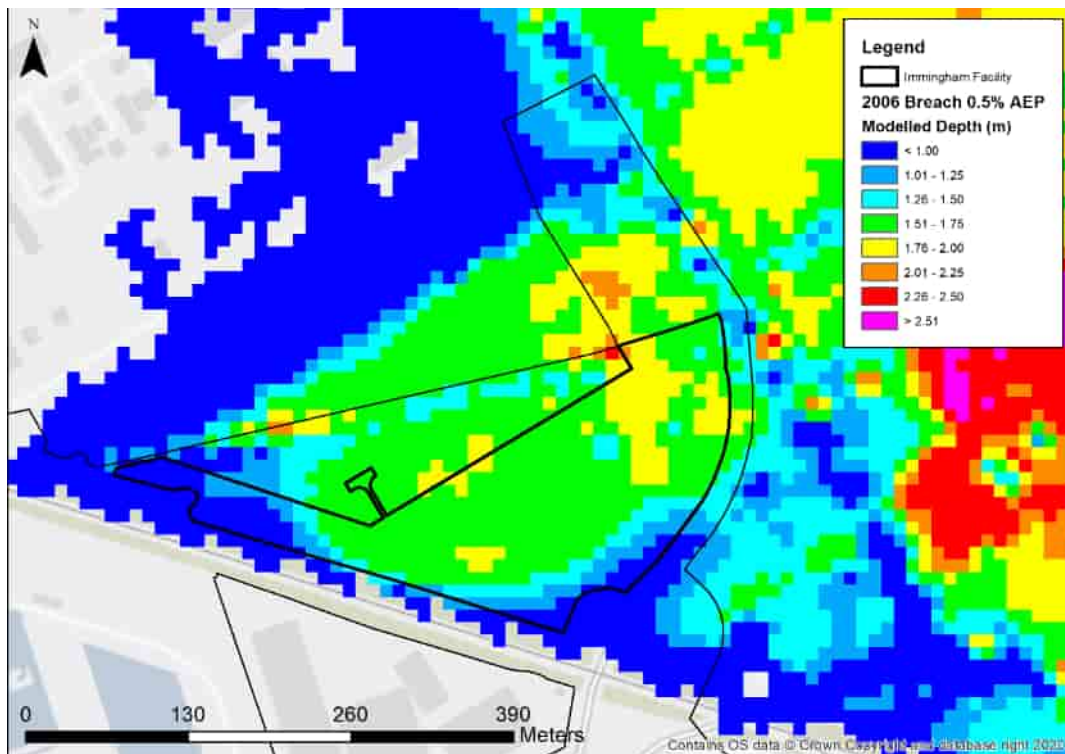 N
Legend
Immingham Facility
2006 Breach 0.5% AEP
Modelled Depth (m)
< 1.00
1.01 - 1.25
1.26 - 1.50
1.51 - 1.75
1.76 - 2.00
2.01 - 2.25
2.26 - 2.50
> 2.51
0 130 260 390
Meters
Contains OS data © Crown Copyright and database right